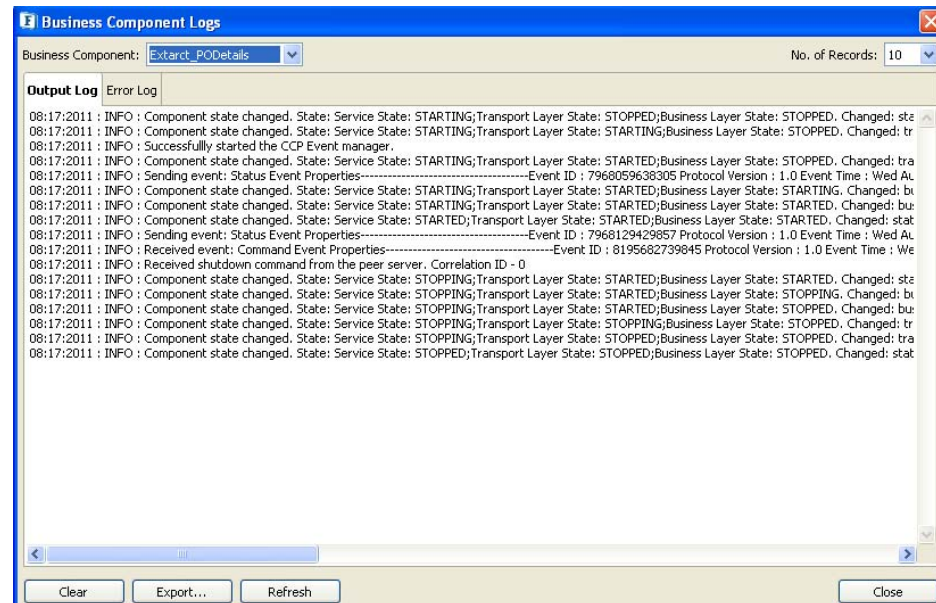 Business Component Logs
Business Component: Extarct_PODetails No. of Records: 10
Output Log Error Log
08:17:2011 : INFO : Component state changed. State: Service State: STARTING;Transport Layer State: STOPPED;Business Layer State: STOPPED. Changed: sta
08:17:2011 : INFO : Component state changed. State: Service State: STARTING;Transport Layer State: STARTING;Business Layer State: STOPPED. Changed: tr
08:17:2011 : INFO : Successfullly started the CCP Event manager.
08:17:2011 : INFO : Component state changed. State: Service State: STARTING;Transport Layer State: STARTED;Business Layer State: STOPPED. Changed: tra
08:17:2011 : INFO : Sending event: Status Event Properties-------------------------------------Event ID : 7968059638305 Protocol Version : 1.0 Event Time : Wed Au
08:17:2011 : INFO : Component state changed. State: Service State: STARTING;Transport Layer State: STARTED;Business Layer State: STARTING. Changed: bu
08:17:2011 : INFO : Component state changed. State: Service State: STARTING;Transport Layer State: STARTED;Business Layer State: STARTED. Changed: bus
08:17:2011 : INFO : Component state changed. State: Service State: STARTED;Transport Layer State: STARTED;Business Layer State: STARTED. Changed: stat
08:17:2011 : INFO : Sending event: Status Event Properties-------------------------------------Event ID : 7968129429857 Protocol Version : 1.0 Event Time : Wed Au
08:17:2011 : INFO : Received event: Command Event Properties-------------------------------------Event ID : 8195682739845 Protocol Version : 1.0 Event Time : We
08:17:2011 : INFO : Received shutdown command from the peer server. Correlation ID - 0
08:17:2011 : INFO : Component state changed. State: Service State: STOPPING;Transport Layer State: STARTED;Business Layer State: STARTED. Changed: sta
08:17:2011 : INFO : Component state changed. State: Service State: STOPPING;Transport Layer State: STARTED;Business Layer State: STOPPING. Changed: bu
08:17:2011 : INFO : Component state changed. State: Service State: STOPPING;Transport Layer State: STARTED;Business Layer State: STOPPED. Changed: bus
08:17:2011 : INFO : Component state changed. State: Service State: STOPPING;Transport Layer State: STOPPING;Business Layer State: STOPPED. Changed: tr
08:17:2011 : INFO : Component state changed. State: Service State: STOPPING;Transport Layer State: STOPPED;Business Layer State: STOPPED. Changed: tra
08:17:2011 : INFO : Component state changed. State: Service State: STOPPED;Transport Layer State: STOPPED;Business Layer State: STOPPED. Changed: stat
Clear Export... Refresh Close